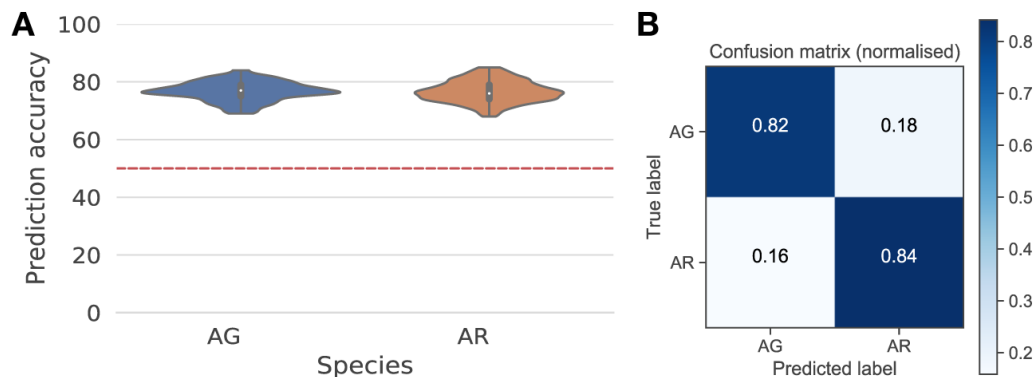 A
100
80
60
40
20
0
Prediction accuracy
AG
AR
Species
B
Confusion matrix (normalised)
AG
0.82
0.18
AR
0.16
0.84
True label
AG
AR
Predicted label
0.8
0.7
0.6
0.5
0.4
0.3
0.2